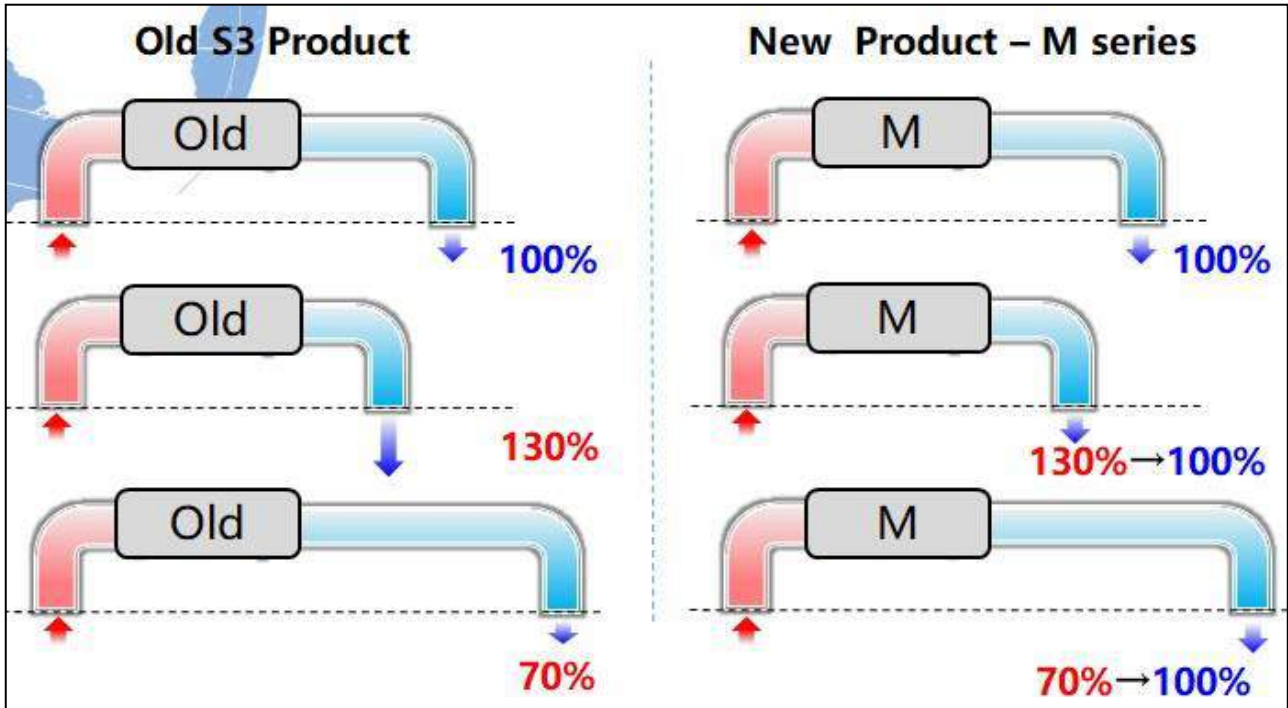 Old S3 Product
New Product – M series
Old
M
100%
100%
Old
M
130%
130%→100%
Old
M
70%
70%→100%